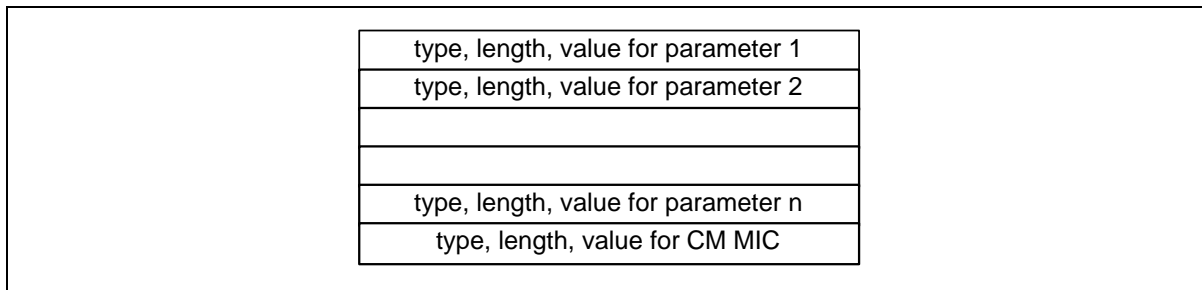 type, length, value for parameter 1
type, length, value for parameter 2
type, length, value for parameter n
type, length, value for CM MIC